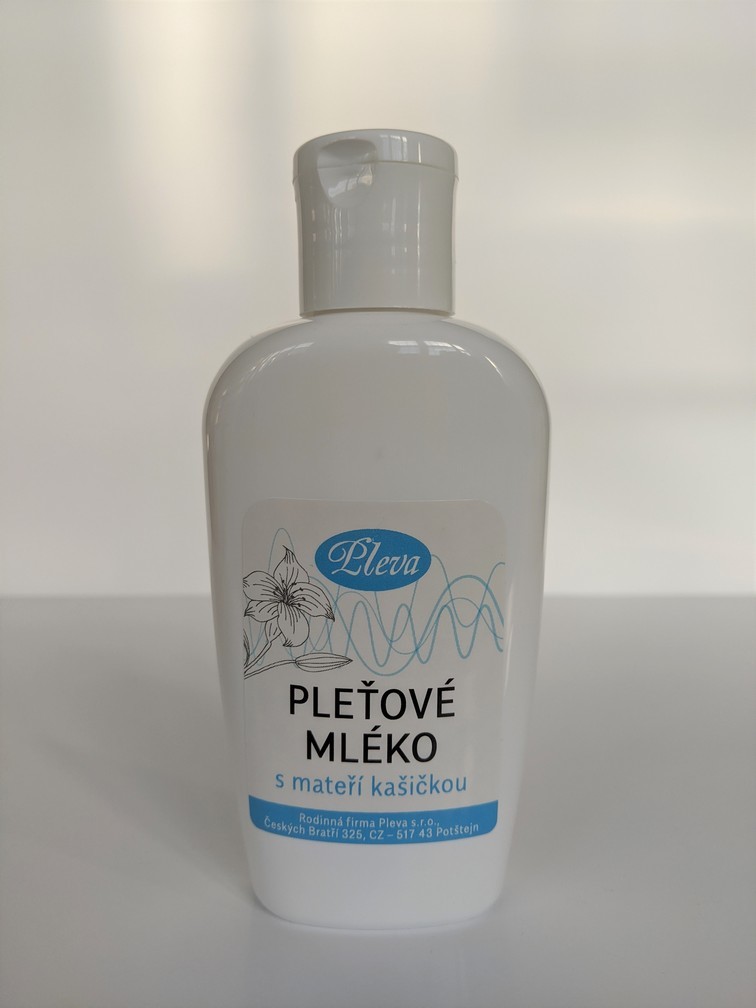 Pleva
PLEŤOVÉ
MLÉKO
s mateří kašičkou
Rodinná firma Pleva s.r.o.,
Českých Bratří 325, CZ – 517 43 Potštejn